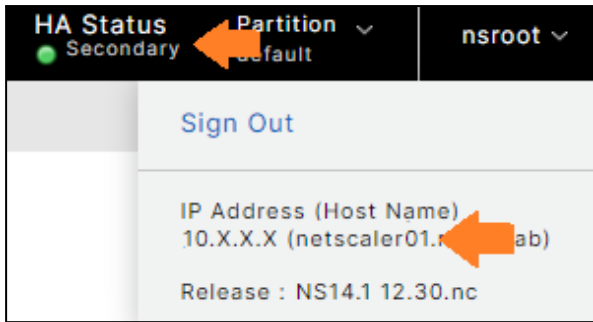 HA Status
Secondary
Partition
default
nsroot
Sign Out
IP Address (Host Name)
10.X.X.X (netscaler01. ab)
Release : NS14.1 12.30.nc